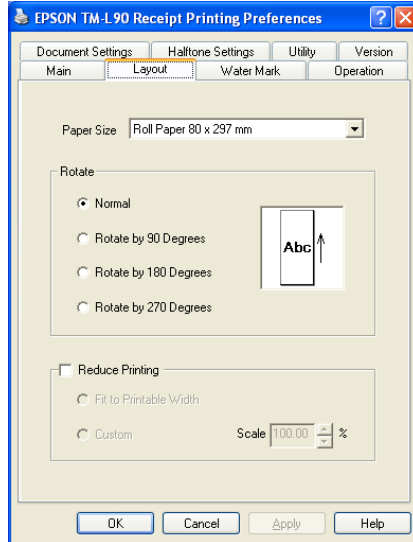 EPSON TM-L90 Receipt Printing Preferences
Document Settings Halftone Settings Utility Version
Main Layout Water Mark Operation
Paper Size Roll Paper 80 x 297 mm
Rotate
Normal
Rotate by 90 Degrees
Abc
Rotate by 180 Degrees
Rotate by 270 Degrees
Reduce Printing
Fit to Printable Width
Custom Scale 100.00 %
OK Cancel Apply Help